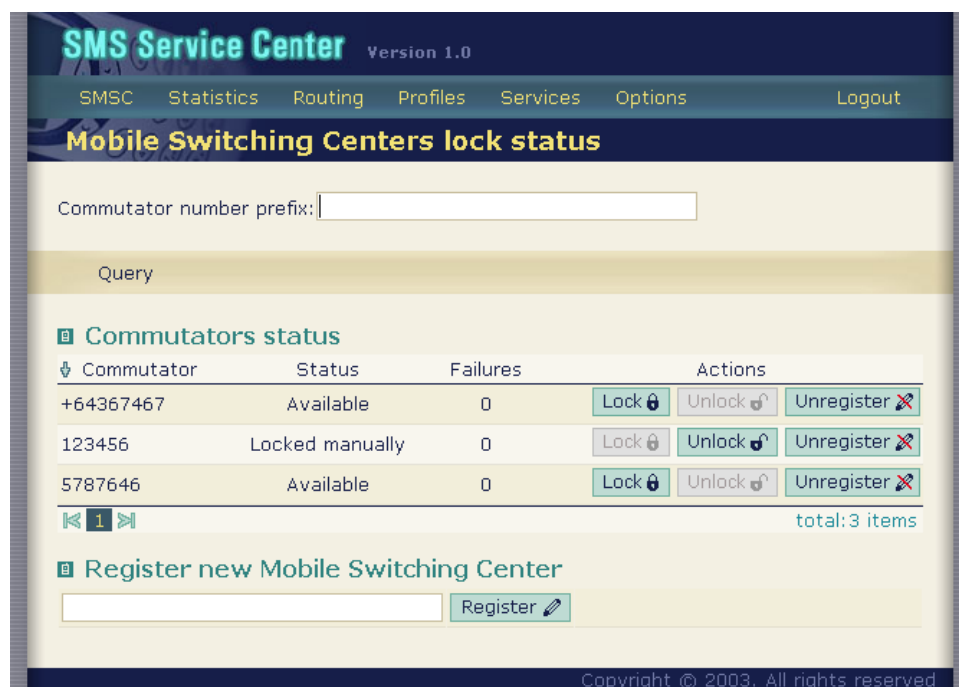 SMS Service Center Version 1.0
SMSC Statistics Routing Profiles Services Options Logout
Mobile Switching Centers lock status
Commutator number prefix:
Query
Commutators status
Commutator Status Failures Actions
+64367467 Available 0 Lock Unlock Unregister
123456 Locked manually 0 Lock Unlock Unregister
5787646 Available 0 Lock Unlock Unregister
1 total:3 items
Register new Mobile Switching Center
Register
Copyright © 2003. All rights reserved